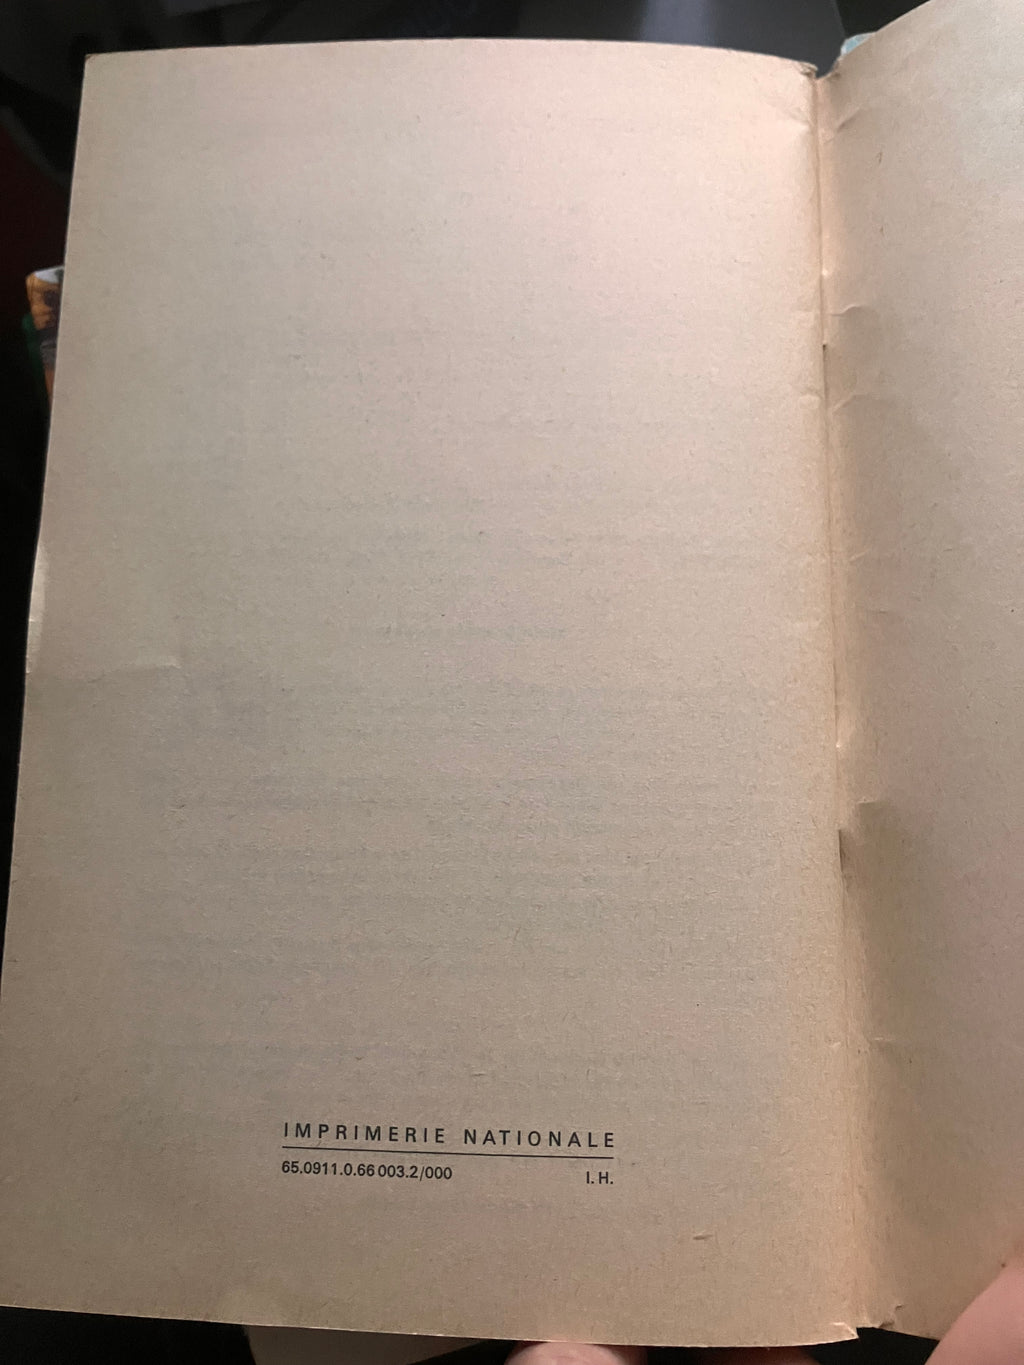 IMPRIMERIE NATIONALE
65.0911.0.66 003.2/000 I. H.